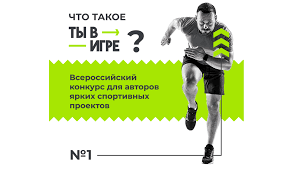 ЧТО ТАКОЕ
ТЫ В
ИГРЕ ?
Всероссийский
конкурс для авторов
ярких спортивных
проектов
№1